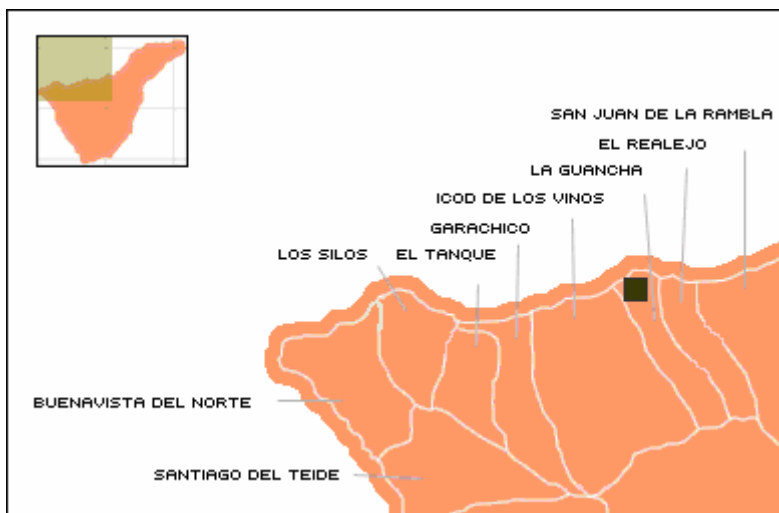 SAN JUAN DE LA RAMBLA
EL REALEJO
LA GUANCHA
ICOD DE LOS VINOS
GARACHICO
LOS SILOS
EL TANQUE
BUENAVISTA DEL NORTE
SANTIAGO DEL TEIDE